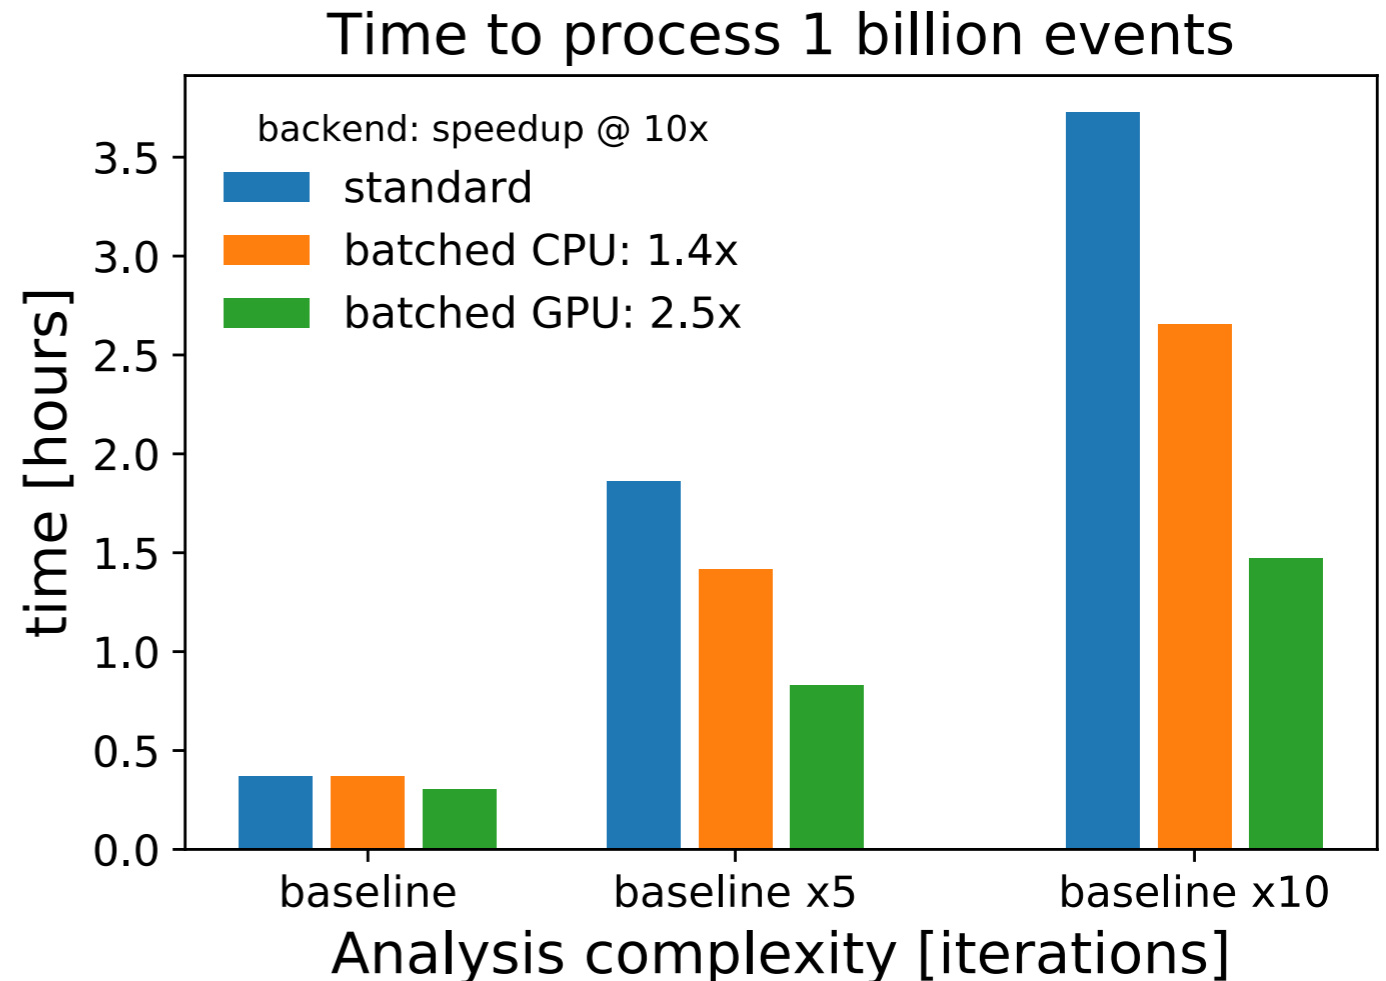 Time to process 1 billion events
backend: speedup @ 10x
standard
batched CPU: 1.4x
batched GPU: 2.5x
time [hours]
3.5
3.0
2.5
2.0
1.5
1.0
0.5
0.0
baseline
baseline x5
baseline x10
Analysis complexity [iterations]